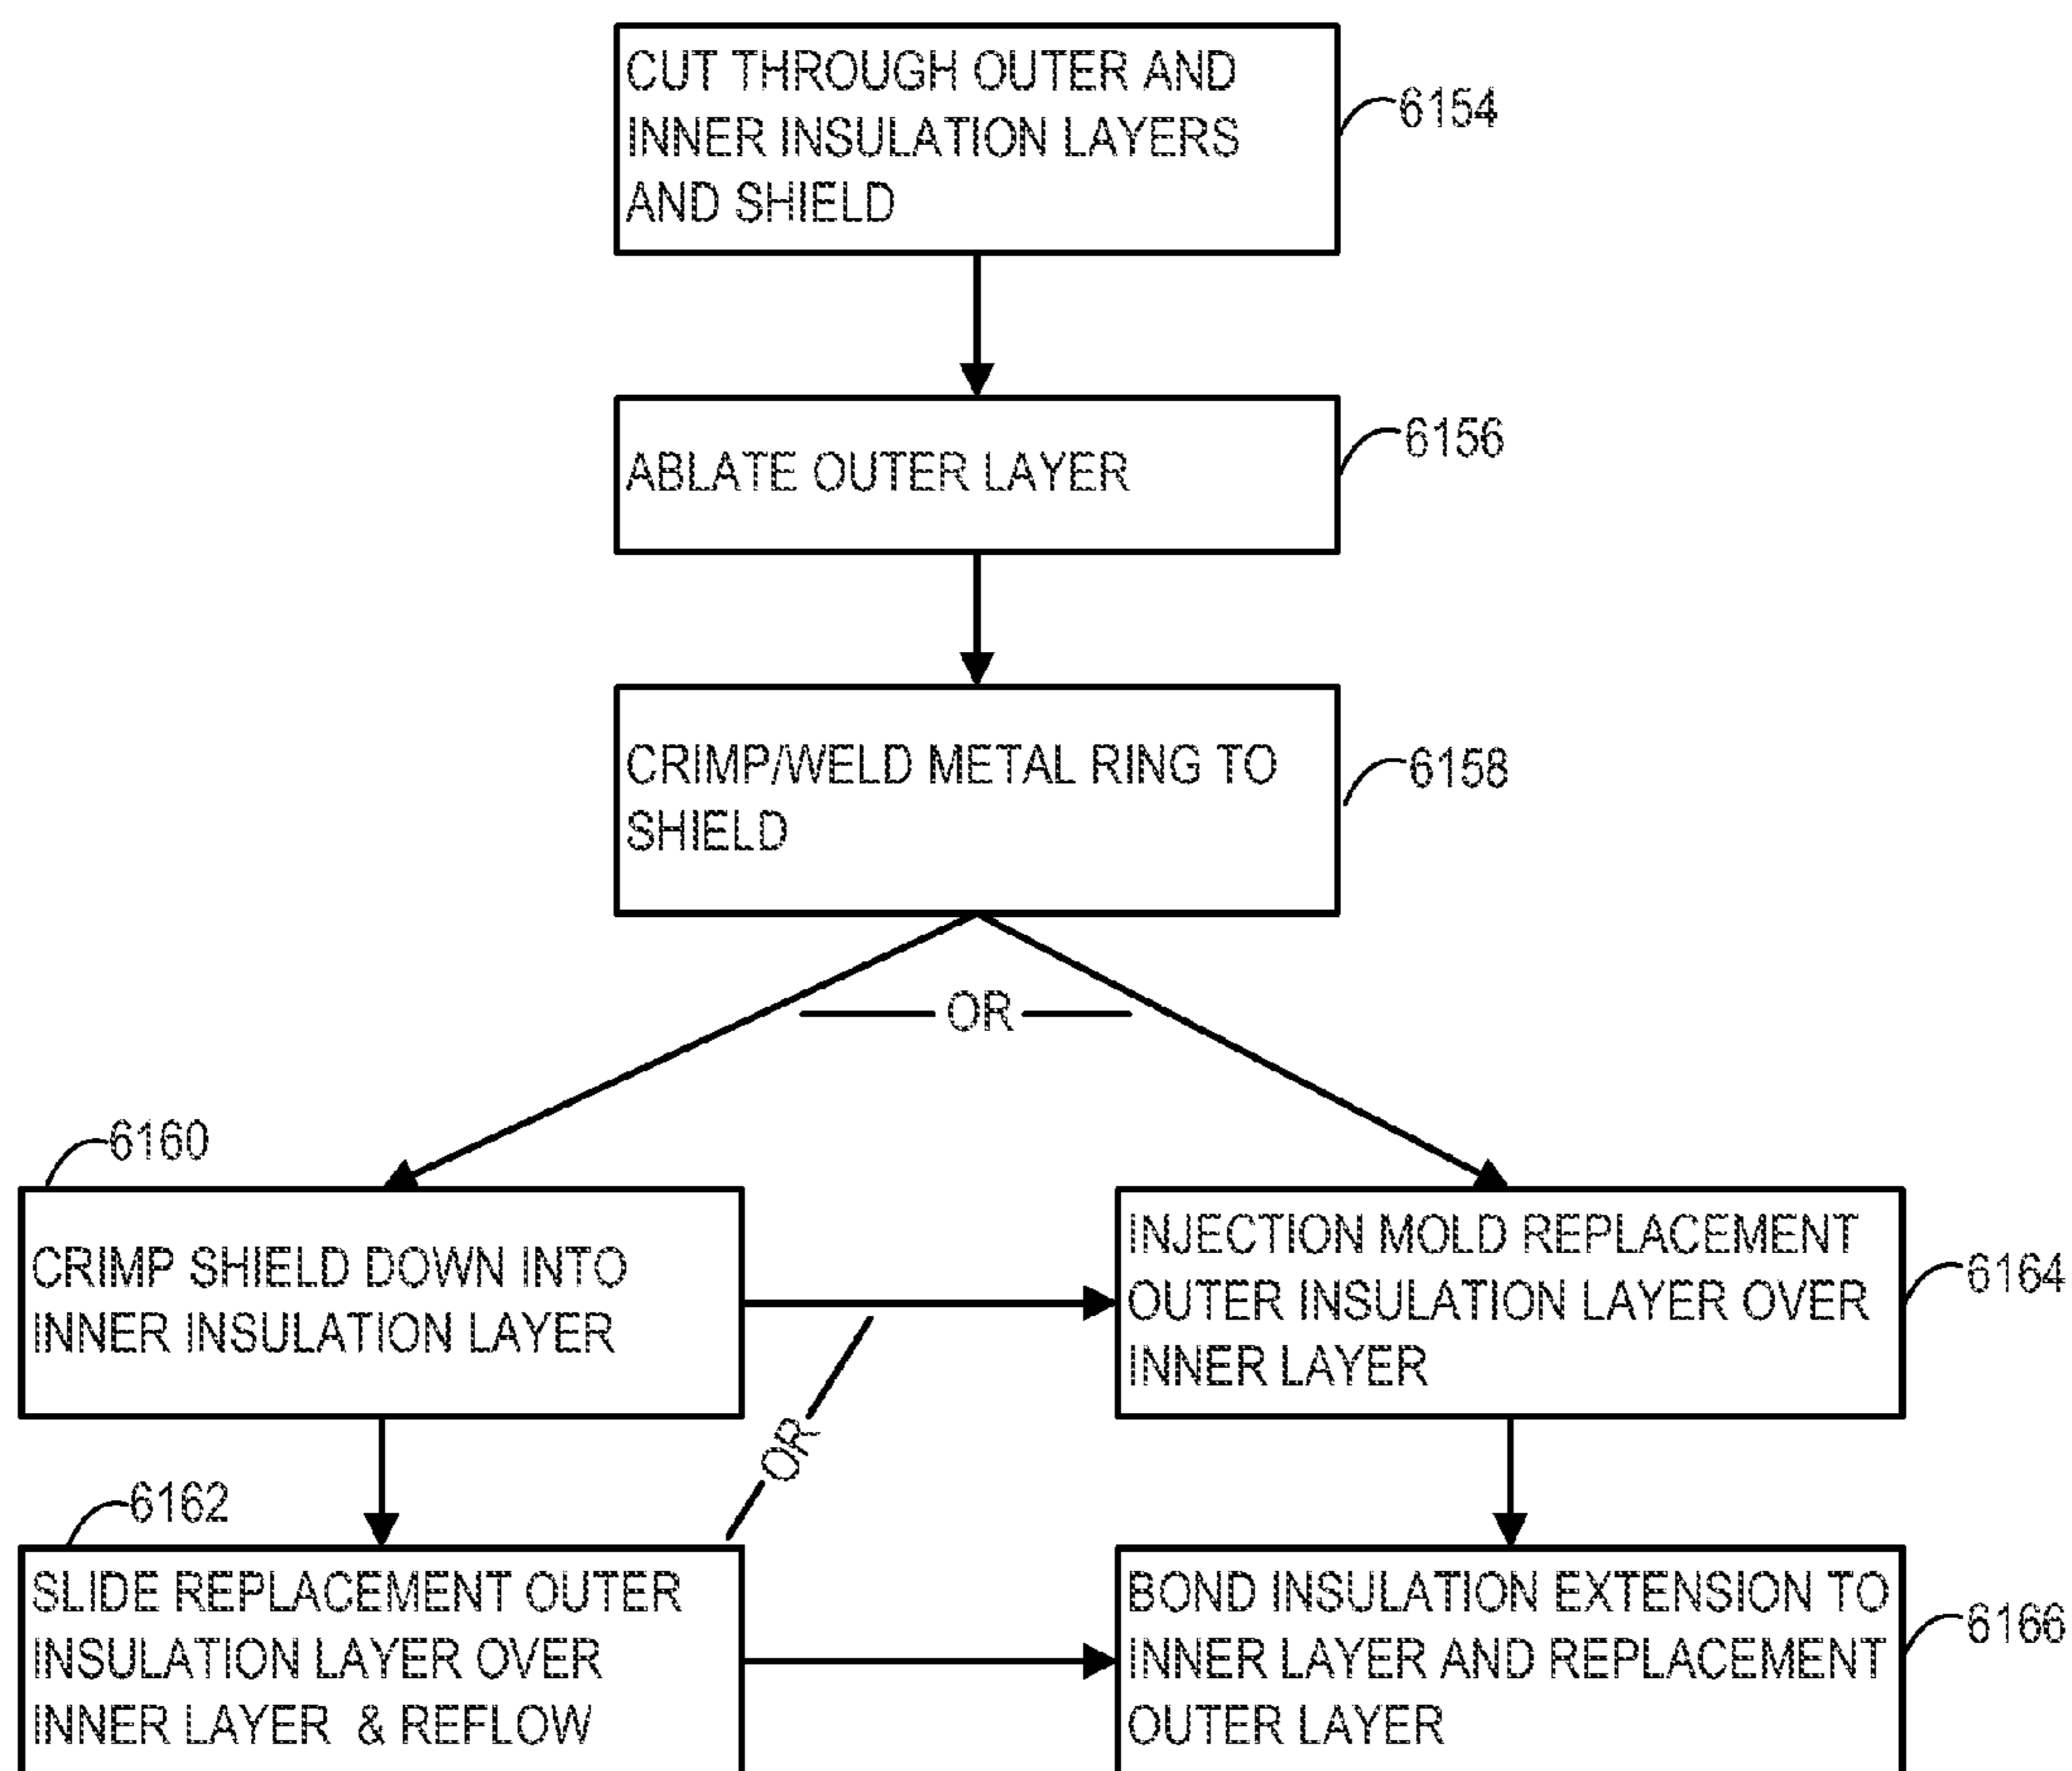 CUT THROUGH OUTER AND
INNER INSULATION LAYERS
AND SHIELD
6154
ABLATE OUTER LAYER
6156
CRIMP/WELD METAL RING TO
SHIELD
6158
OR
6160
CRIMP SHIELD DOWN INTO
INNER INSULATION LAYER
INJECTION MOLD REPLACEMENT
OUTER INSULATION LAYER OVER
INNER LAYER
6164
OR
6162
SLIDE REPLACEMENT OUTER
INSULATION LAYER OVER
INNER LAYER & REFLOW
BOND INSULATION EXTENSION TO
INNER LAYER AND REPLACEMENT
OUTER LAYER
6166